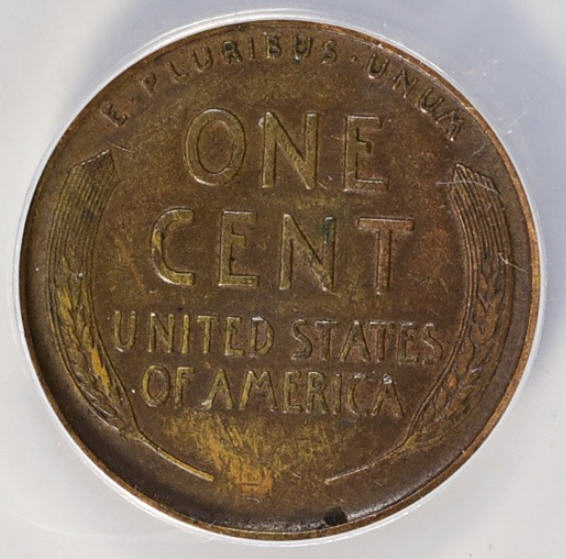 E·PLURIBUS·UNUM
ONE
CENT
UNITED STATES
OF AMERICA